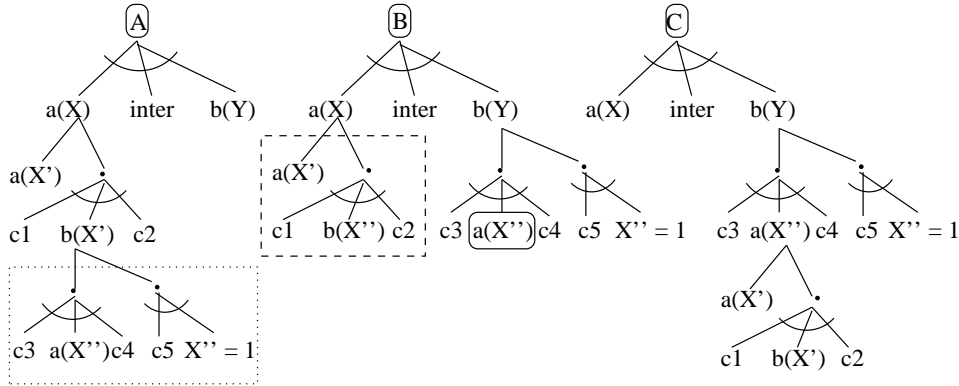 A B C
a(X) inter b(Y) a(X) inter b(Y) a(X) inter b(Y)
a(X') a(X')
c1 b(X') c2 c1 b(X'') c2 c3 a(X'') c4 c5 X'' = 1 c3 a(X'') c4 c5 X'' = 1
a(X')
c3 a(X'') c4 c5 X'' = 1 c1 b(X') c2